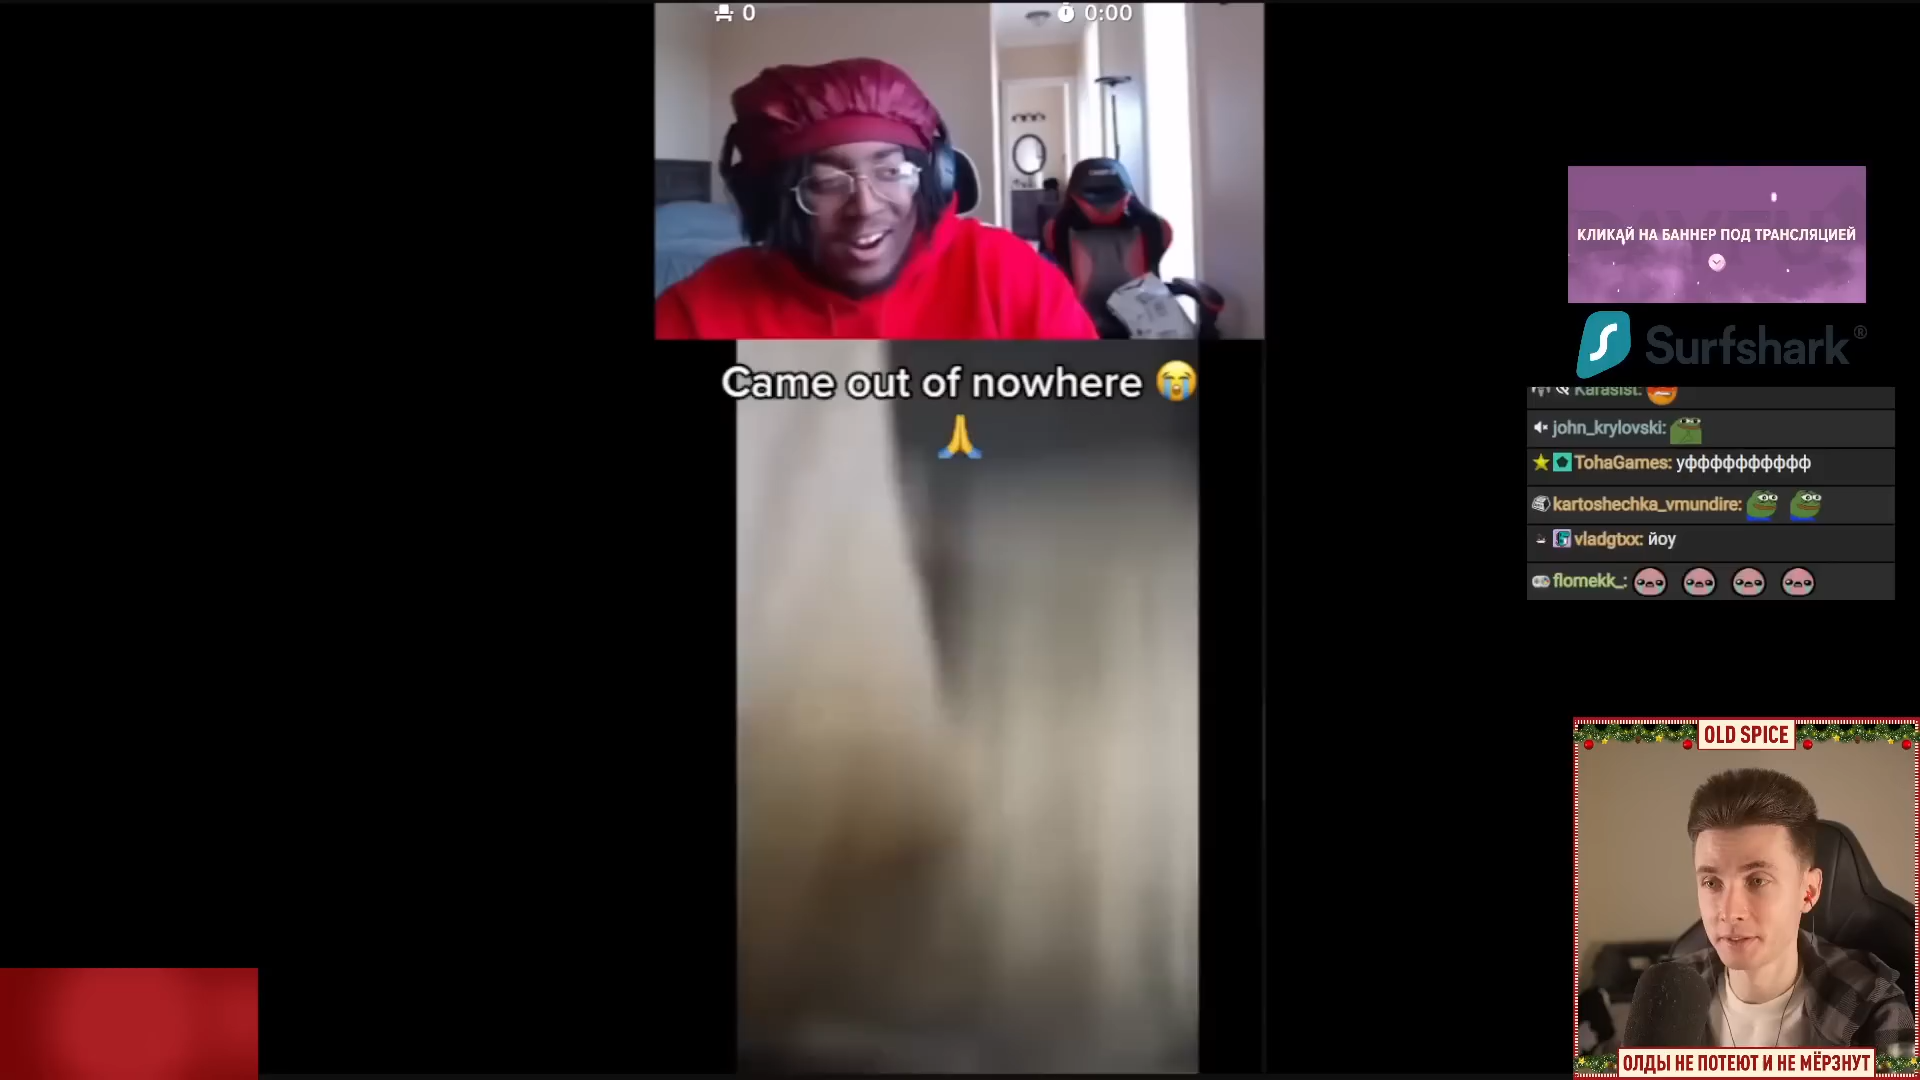 0
0:00
Came out of nowhere 😭
🙏
КЛИКАЙ НА БАННЕР ПОД ТРАНСЛЯЦИЕЙ
Surfshark®
Karasist:
john_krylovski:
TohaGames: уфффффффффф
kartoshechka_vmundire:
vladgtxx: йоу
flomekk_:
OLD SPICE
ОЛДЫ НЕ ПОТЕЮТ И НЕ МЁРЗНУТ